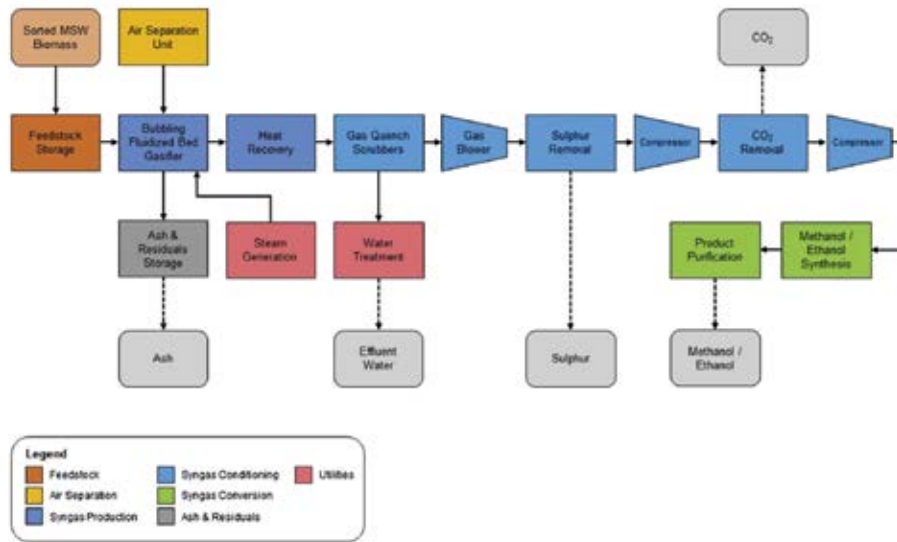 Sorted MSW
Biomass
Air Separation
Unit
CO₂
Feedstock
Storage
Bubbling
Fluidized Bed
Gasifier
Heat
Recovery
Gas Quench
Scrubbers
Gas
Blower
Sulphur
Removal
Compressor
CO₂
Removal
Compressor
Ash &
Residuals
Storage
Steam
Generation
Water
Treatment
Product
Purification
Methanol /
Ethanol
Synthesis
Ash
Effluent
Water
Sulphur
Methanol /
Ethanol
Legend
Feedstock
Syngas Conditioning
Utilities
Air Separation
Syngas Conversion
Syngas Production
Ash & Residuals